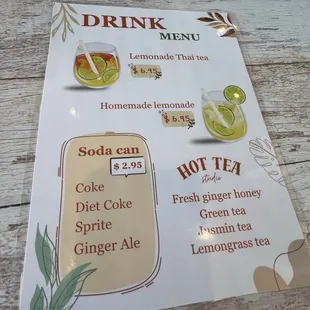 DRINK
MENU
Lemonade Thai tea
$ 6.95
Homemade lemonade
$ 6.95
Soda can
$ 2.95
Coke
Diet Coke
Sprite
Ginger Ale
HOT TEA
studio
Fresh ginger honey
Green tea
Jusmin tea
Lemongrass tea